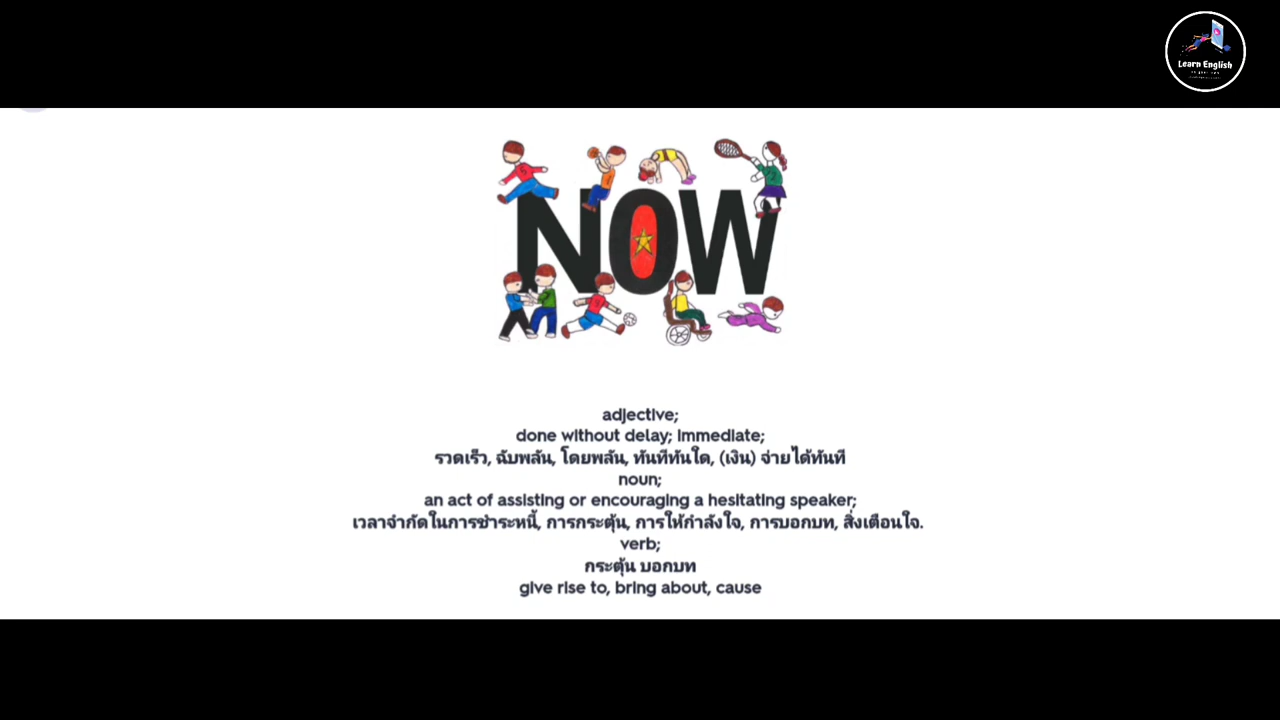 Learn English
NOW
adjective;
done without delay; immediate;
รวดเร็ว, ฉับพลัน, โดยพลัน, ทันทีทันใด, (เงิน) จ่ายได้ทันที
noun;
an act of assisting or encouraging a hesitating speaker;
เวลาจำกัดในการชำระหนี้, การกระตุ้น, การให้กำลังใจ, การบอกบท, สิ่งเตือนใจ.
verb;
กระตุ้น บอกบท
give rise to, bring about, cause